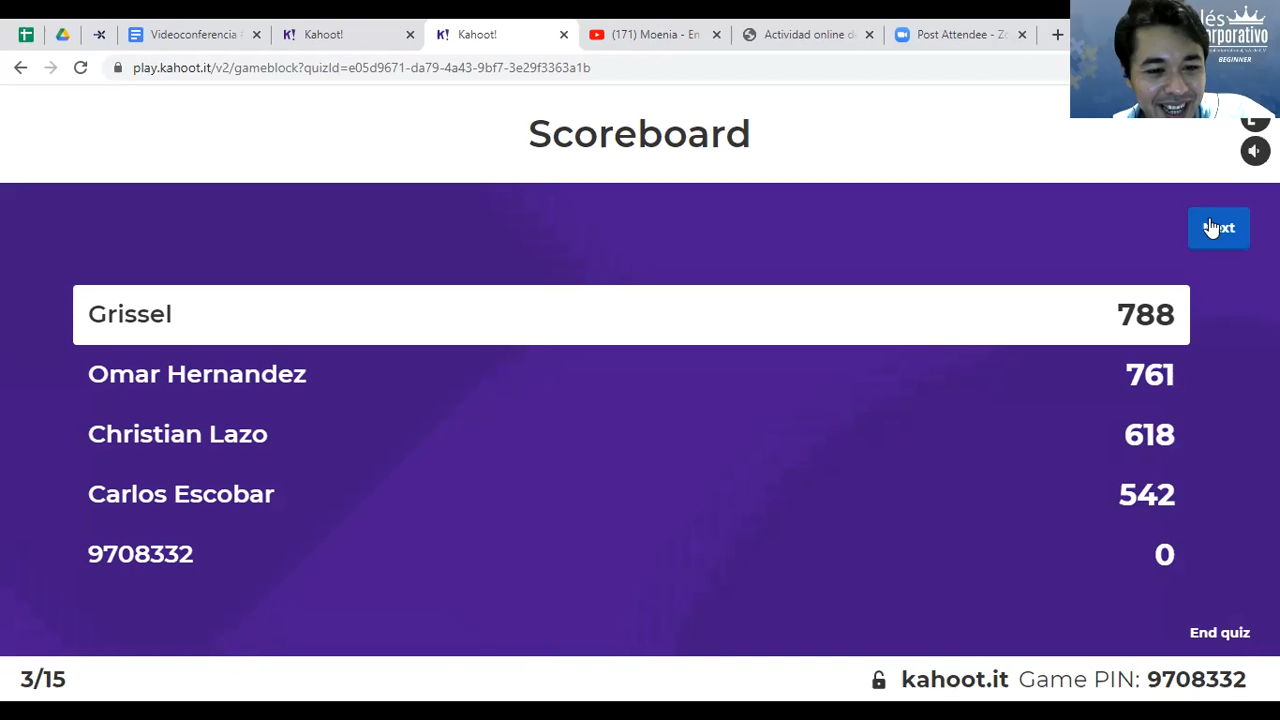 Videoconferencia
Kahoot!
Kahoot!
(171) Moenia - En
Actividad online d
Post Attendee - Zo
play.kahoot.it/v2/gameblock?quizId=e05d9671-da79-4a43-9bf7-3e29f3363a1b
lés
orporativo
BEGINNER
Scoreboard
Grissel 788
Omar Hernandez 761
Christian Lazo 618
Carlos Escobar 542
9708332 0
End quiz
3/15
kahoot.it Game PIN: 9708332